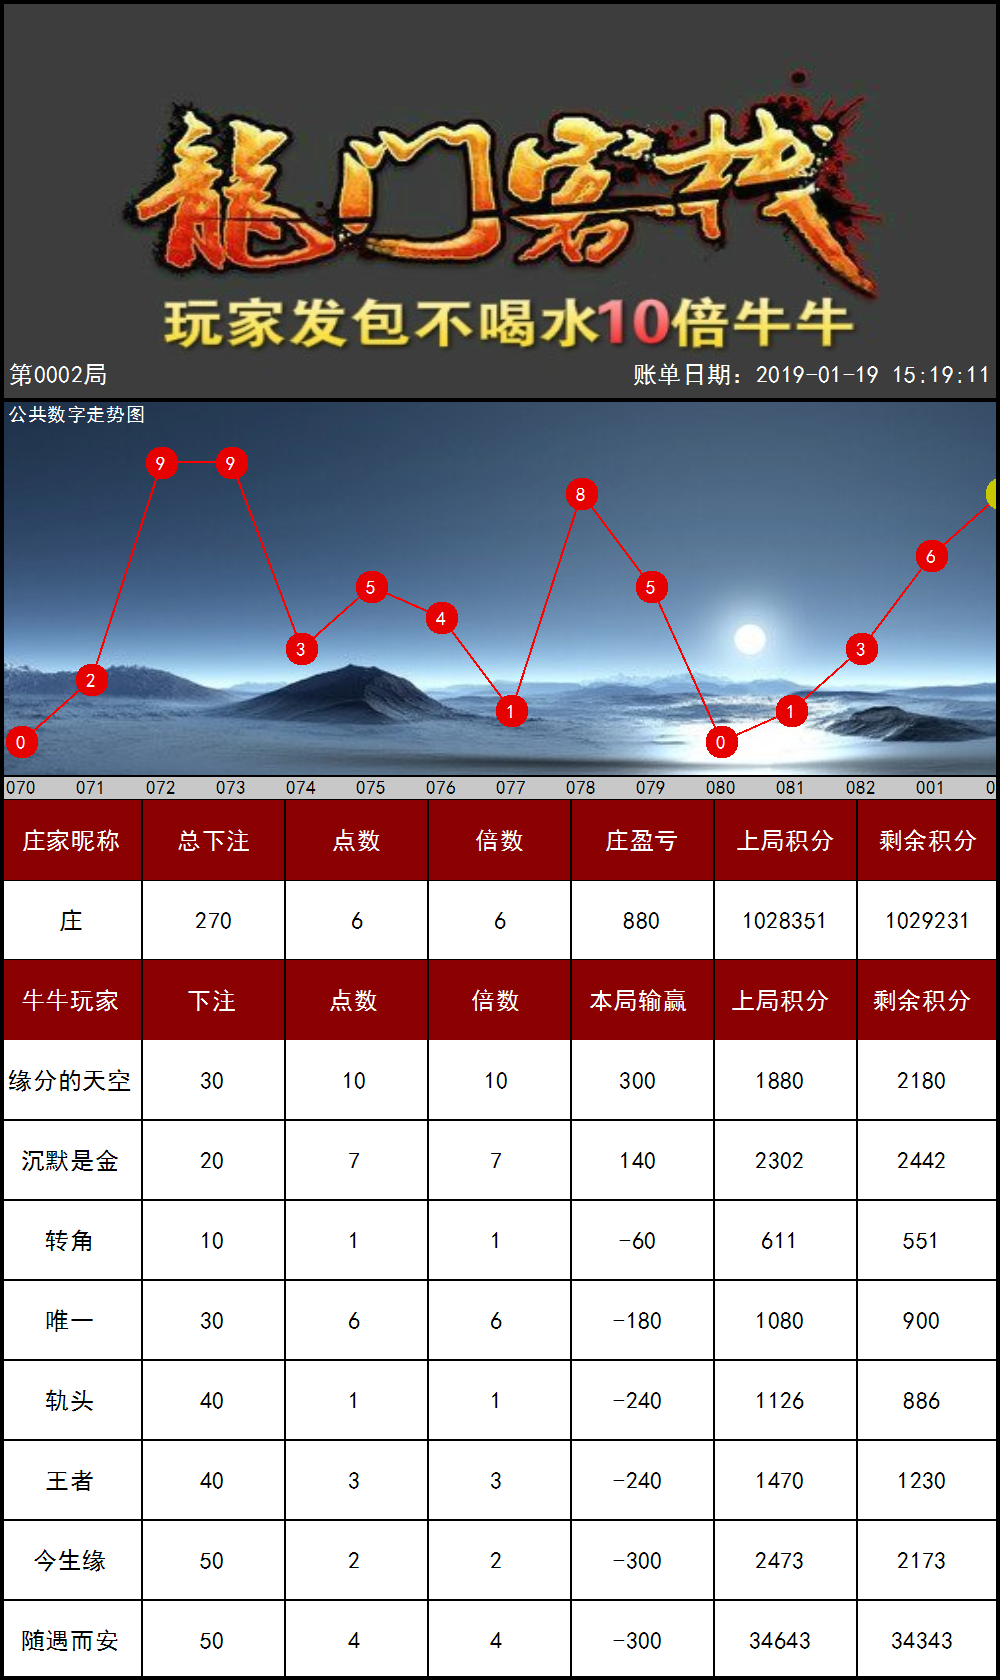 龍门客栈
玩家发包不喝水10倍牛牛
第0002局 账单日期：2019-01-19 15:19:11
公共数字走势图
0 2 9 9 3 5 4 1 8 5 0 1 3 6
070 071 072 073 074 075 076 077 078 079 080 081 082 001 0
庄家昵称 总下注 点数 倍数 庄盈亏 上局积分 剩余积分
庄 270 6 6 880 1028351 1029231
牛牛玩家 下注 点数 倍数 本局输赢 上局积分 剩余积分
缘分的天空 30 10 10 300 1880 2180
沉默是金 20 7 7 140 2302 2442
转角 10 1 1 -60 611 551
唯一 30 6 6 -180 1080 900
轨头 40 1 1 -240 1126 886
王者 40 3 3 -240 1470 1230
今生缘 50 2 2 -300 2473 2173
随遇而安 50 4 4 -300 34643 34343